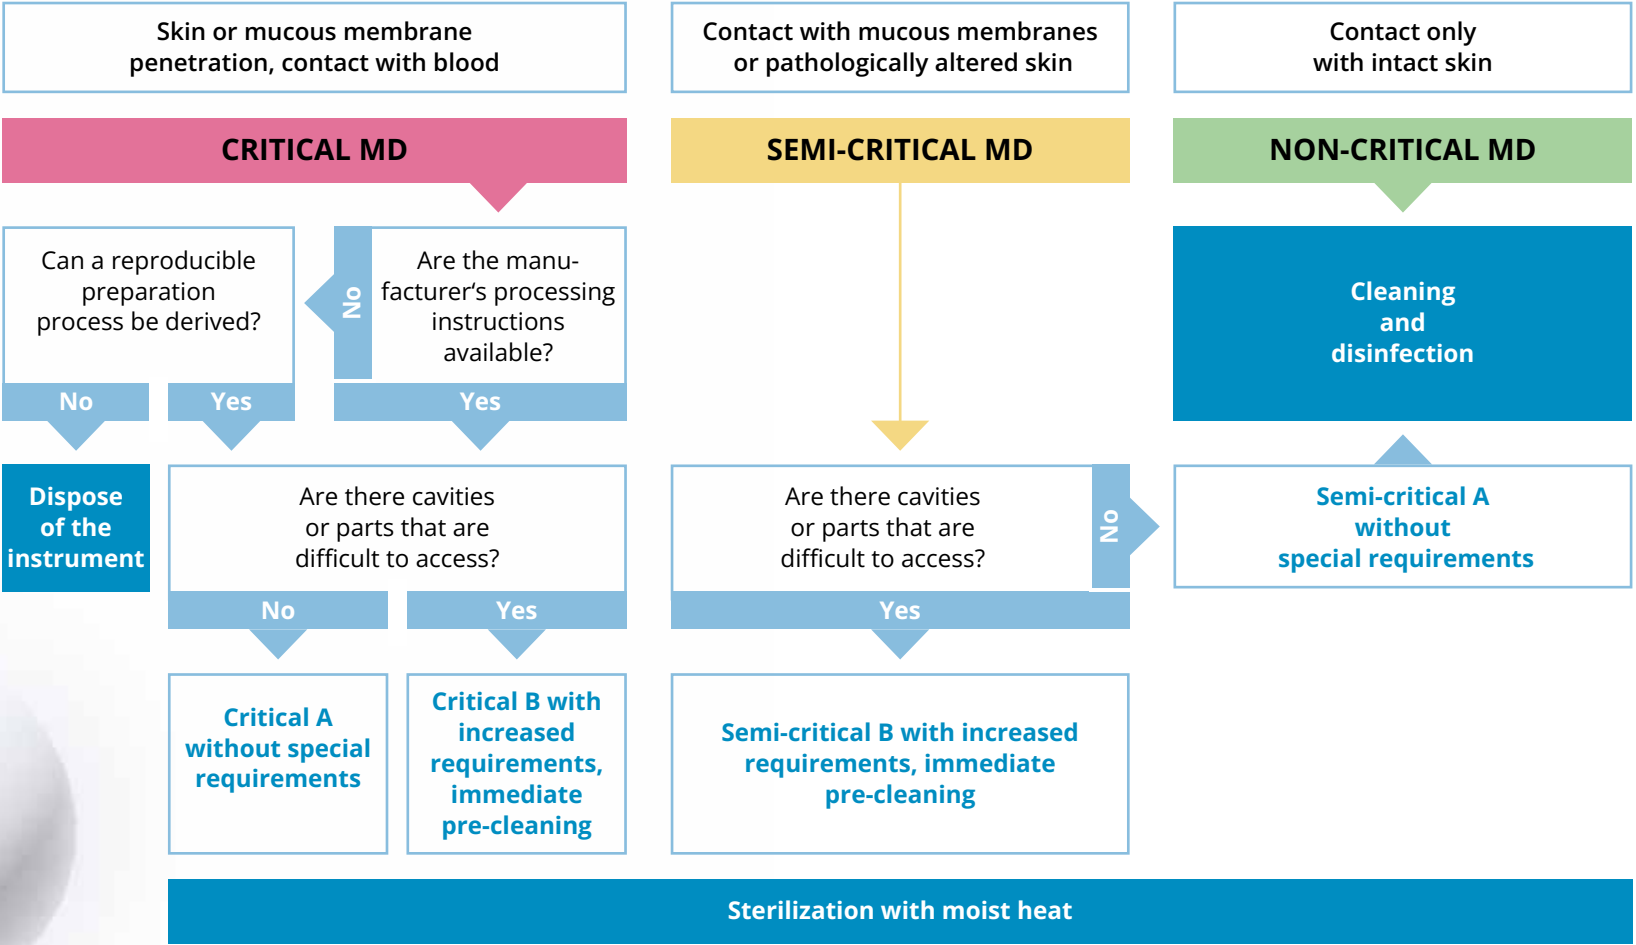 Skin or mucous membrane
penetration, contact with blood
Contact with mucous membranes
or pathologically altered skin
Contact only
with intact skin
CRITICAL MD
SEMI-CRITICAL MD
NON-CRITICAL MD
Can a reproducible
preparation
process be derived?
No
Are the manu-
facturer‘s processing
instructions
available?
Cleaning
and
disinfection
No
Yes
Yes
Dispose
of the
instrument
Are there cavities
or parts that are
difficult to access?
Are there cavities
or parts that are
difficult to access?
No
Semi-critical A
without
special requirements
No
Yes
Yes
Critical A
without special
requirements
Critical B with
increased
requirements,
immediate
pre-cleaning
Semi-critical B with increased
requirements, immediate
pre-cleaning
Sterilization with moist heat